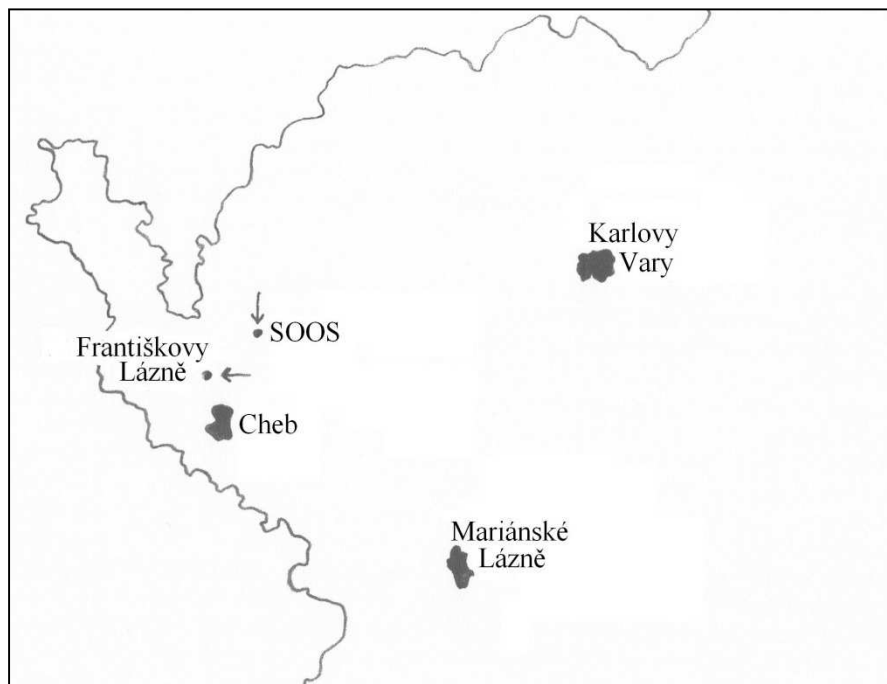 Karlovy
Vary
SOOS
Františkovy
Lázně
Cheb
Mariánské
Lázně